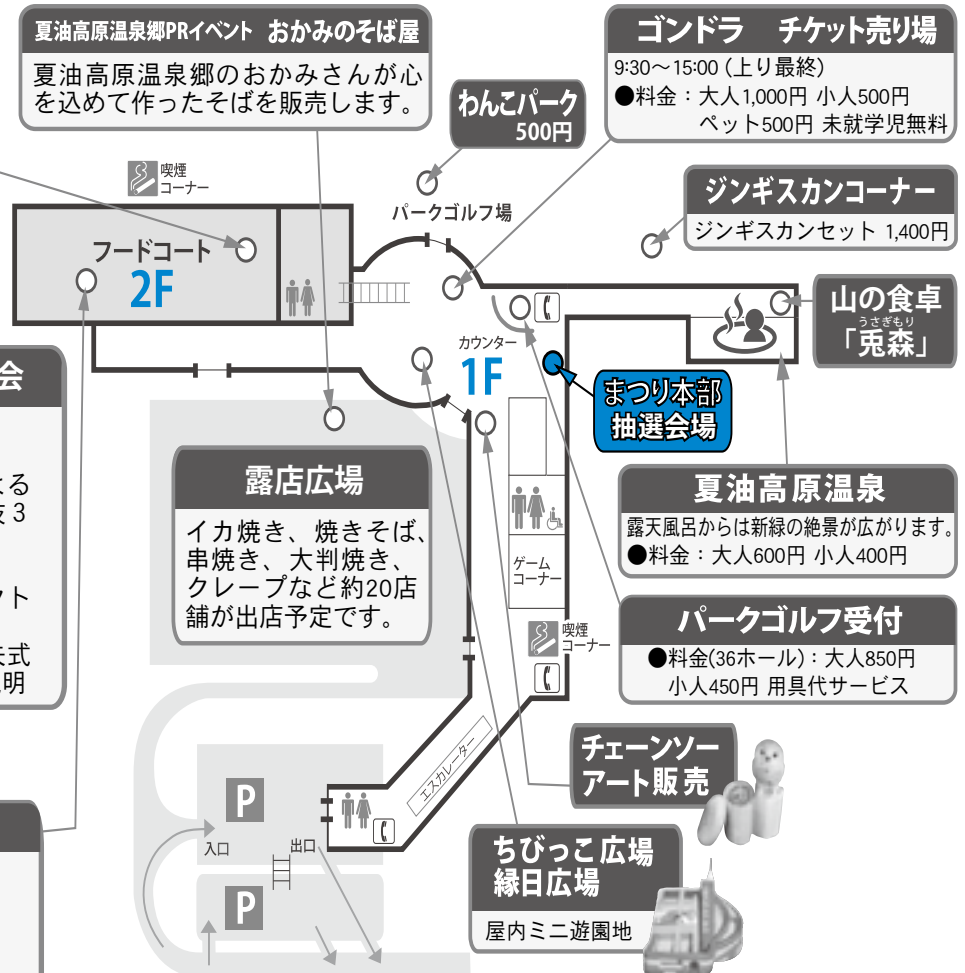 夏油高原温泉郷PRイベント おかみのそば屋
夏油高原温泉郷のおかみさんが心
を込めて作ったそばを販売します。
ゴンドラ チケット売り場
9:30～15:00 (上り最終)
●料金：大人1,000円 小人500円
ペット500円 未就学児無料
わんこパーク
500円
喫煙
コーナー
パークゴルフ場
ジンギスカンコーナー
ジンギスカンセット 1,400円
フードコート
2F
山の食卓
うさぎもり
「兎森」
カウンター
1F
まつり本部
抽選会場
会
よる
技3
クト
夫式
明
露店広場
イカ焼き、焼きそば、
串焼き、大判焼き、
クレープなど約20店
舗が出店予定です。
夏油高原温泉
露天風呂からは新緑の絶景が広がります。
●料金：大人600円 小人400円
ゲーム
コーナー
喫煙
コーナー
パークゴルフ受付
●料金(36ホール)：大人850円
小人450円 用具代サービス
エスカレーター
チェーンソー
アート販売
P
入口
出口
P
ちびっこ広場
縁日広場
屋内ミニ遊園地